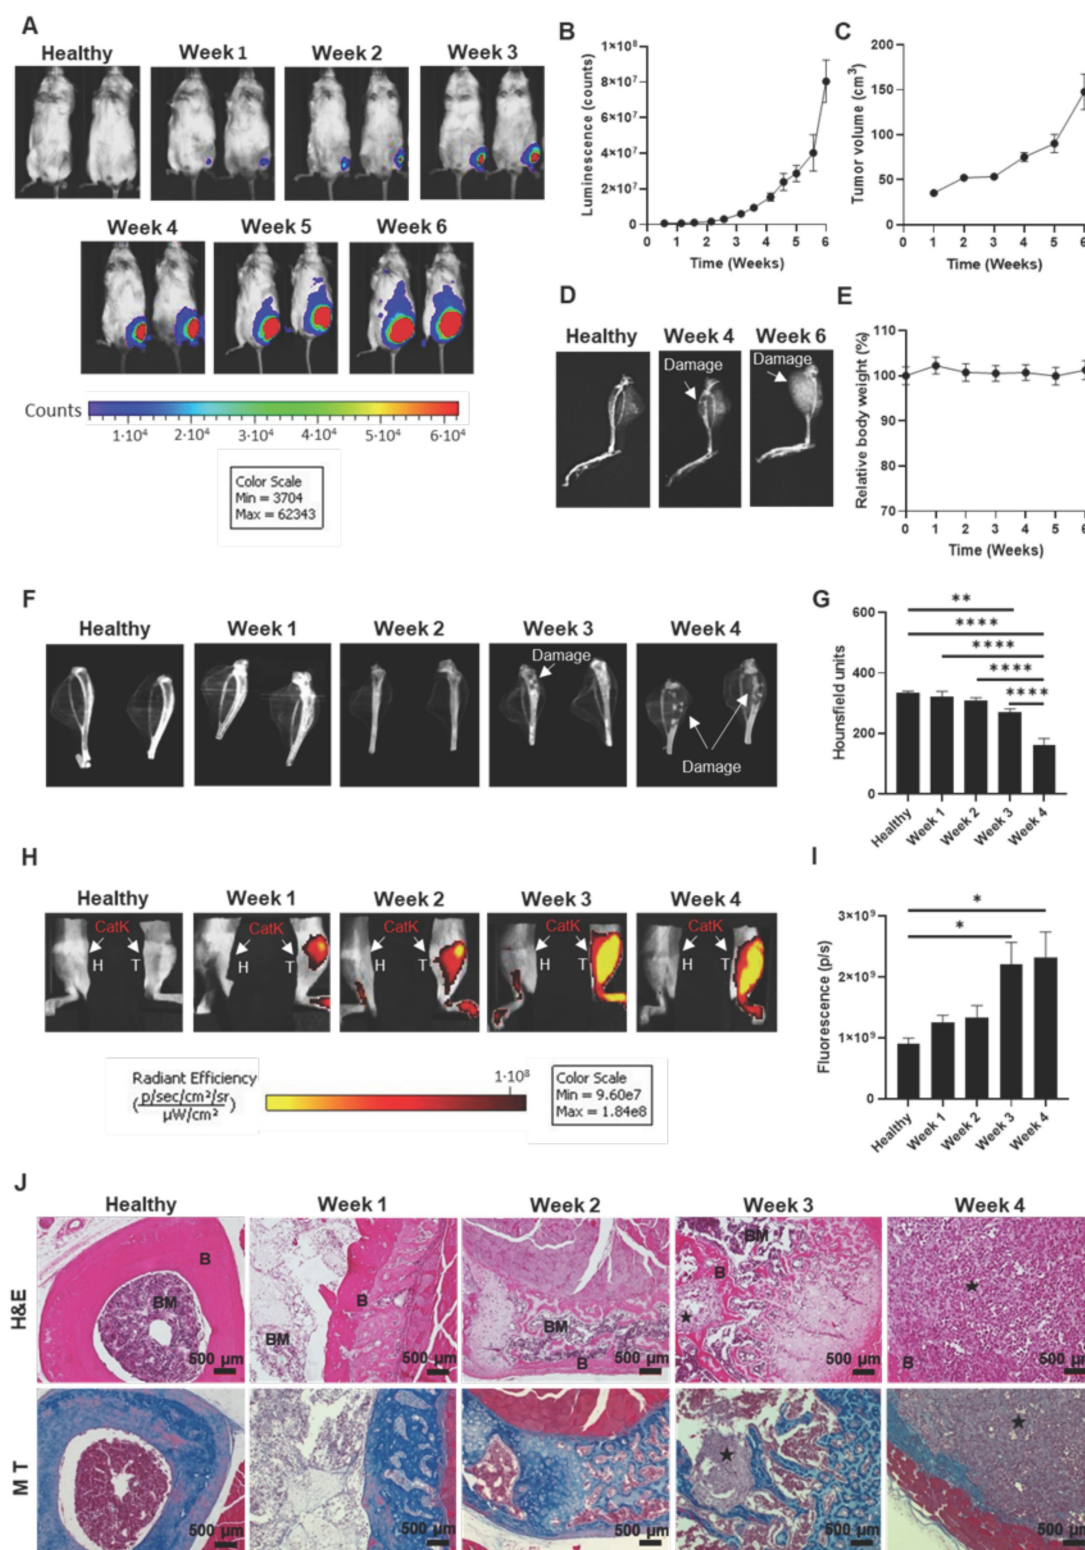 A
Healthy
Week 1
Week 2
Week 3
Week 4
Week 5
Week 6
Counts
1·10⁴
2·10⁴
3·10⁴
4·10⁴
5·10⁴
6·10⁴
Color Scale
Min = 3704
Max = 62343
B
Luminescence (counts)
1×10⁸
8×10⁷
6×10⁷
4×10⁷
2×10⁷
0
0 1 2 3 4 5 6
Time (Weeks)
C
Tumor volume (cm³)
200
150
100
50
0
0 1 2 3 4 5 6
Time (Weeks)
D
Healthy
Week 4
Week 6
Damage
Damage
E
Relative body weight (%)
110
100
90
80
70
0 1 2 3 4 5 6
Time (Weeks)
F
Healthy
Week 1
Week 2
Week 3
Week 4
Damage
Damage
G
Hounsfield units
600
400
200
0
**
****
****
****
****
Healthy
Week 1
Week 2
Week 3
Week 4
H
Healthy
Week 1
Week 2
Week 3
Week 4
CatK
CatK
CatK
CatK
CatK
H T
H T
H T
H T
H T
Radiant Efficiency
(p/sec/cm²/sr
μW/cm²)
1·10⁸
Color Scale
Min = 9.60e7
Max = 1.84e8
I
Fluorescence (p/s)
3×10⁹
2×10⁹
1×10⁹
0
*
*
Healthy
Week 1
Week 2
Week 3
Week 4
J
Healthy
Week 1
Week 2
Week 3
Week 4
H&E
B
BM
500 μm
BM
B
500 μm
BM
B
500 μm
BM
B
★
500 μm
★
B
500 μm
M T
500 μm
500 μm
500 μm
★
500 μm
★
500 μm